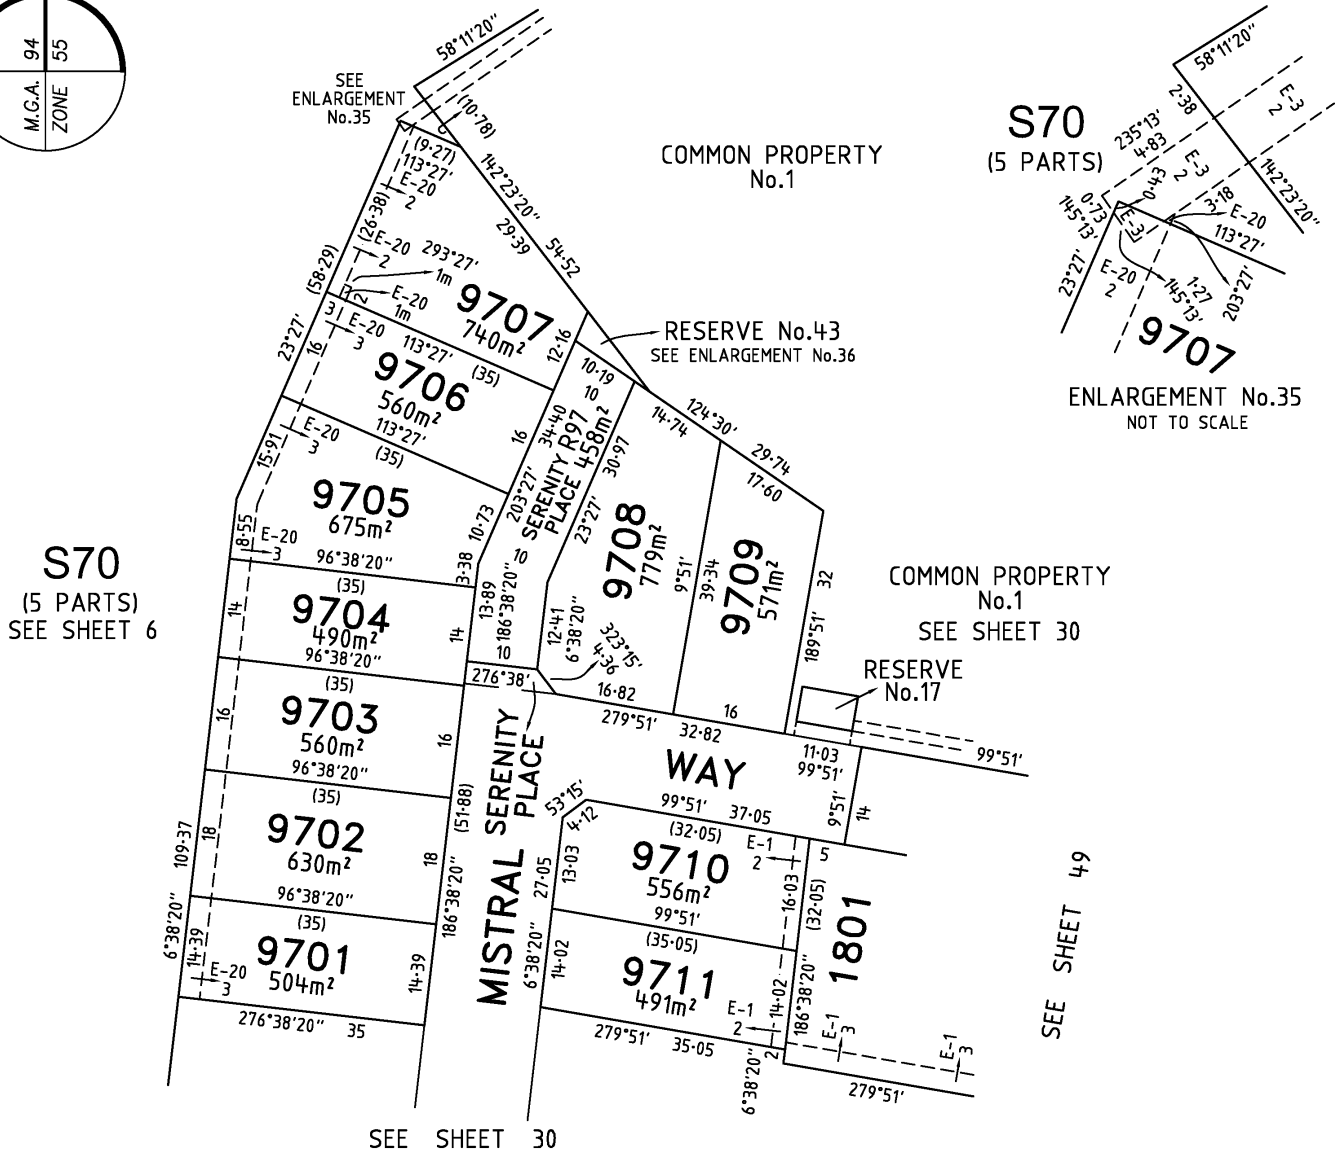 M.G.A. 94
ZONE 55
58°11'20"
SEE
ENLARGEMENT
No.35
(10·78)
(9·27)
113°27'
E-20
2
(26·38)
142°23'20"
29·39
54·52
COMMON PROPERTY
No.1
S70
(5 PARTS)
58°11'20"
2·38
E-3
2
235°13'
4·83
E-3
2
142°23'20"
0·43
3·18
0·73
145°13'
E-3
E-20
113°27'
23°27'
E-20
2
1·27
145°13'
203°27'
9707
ENLARGEMENT No.35
NOT TO SCALE
(58·29)
E-20
2
293°27'
1m
2
E-20
1m
9707
740m²
12·16
RESERVE No.43
SEE ENLARGEMENT No.36
23°27'
3
E-20
3
16
113°27'
(35)
9706
560m²
16
34·40
203°27'
10·19
10
SERENITY R97
PLACE 458m²
30·97
23°27'
14·74
124°30'
29·74
17·60
113°27'
(35)
E-20
3
15·91
9705
675m²
10·73
9708
779m²
9°51'
39·34
9709
571m²
32
189°51'
8·55
E-20
3
96°38'20"
3·38
S70
(5 PARTS)
SEE SHEET 6
COMMON PROPERTY
No.1
SEE SHEET 30
(35)
14
9704
490m²
14
96°38'20"
10
13·89
186°38'20"
10
12·41
6°38'20"
323°15'
4·36
RESERVE
No.17
276°38'
16·82
279°51'
32·82
16
(35)
16
9703
560m²
16
96°38'20"
SERENITY
PLACE
WAY
11·03
99°51'
99°51'
9°51'
14
(35)
9702
630m²
109·37
18
18
96°38'20"
(51·88)
186°38'20"
MISTRAL
53°15'
4·12
99°51'
37·05
(32·05)
9710
556m²
E-1
2
5
13·03
27·05
16·03
(32·05)
99°51'
1801
SEE SHEET 49
(35)
6°38'20"
14·39
9701
504m²
E-20
3
14·39
276°38'20"
35
6°38'20"
14·02
(35·05)
9711
491m²
E-1
2
14·02
186°38'20"
279°51'
35·05
2
6°38'20"
E-1
3
E-1
3
279°51'
SEE SHEET 30